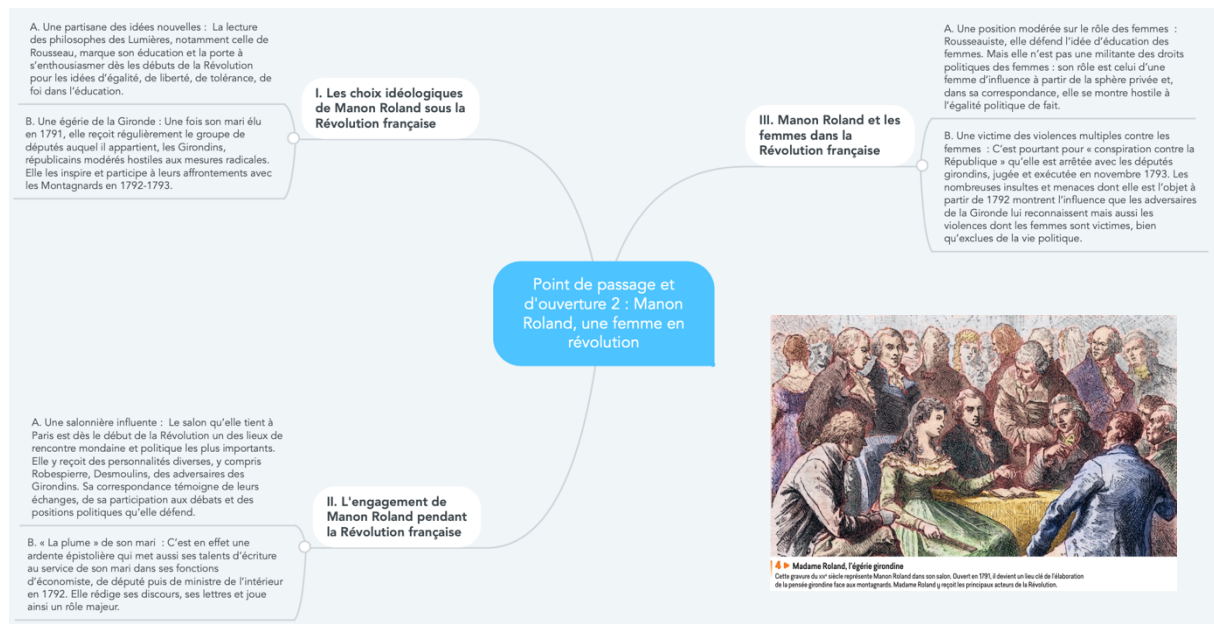 Point de passage et
d'ouverture 2 : Manon
Roland, une femme en
révolution
I. Les choix idéologiques
de Manon Roland sous la
Révolution française
A. Une partisane des idées nouvelles : La lecture
des philosophes des Lumières, notamment celle de
Rousseau, marque son éducation et la porte à
s'enthousiasmer dès les débuts de la Révolution
pour les idées d'égalité, de liberté, de tolérance, de
foi dans l'éducation.
B. Une égérie de la Gironde : Une fois son mari élu
en 1791, elle reçoit régulièrement le groupe de
députés auquel il appartient, les Girondins,
républicains modérés hostiles aux mesures radicales.
Elle les inspire et participe à leurs affrontements avec
les Montagnards en 1792-1793.
II. L'engagement de
Manon Roland pendant
la Révolution française
A. Une salonnière influente : Le salon qu'elle tient à
Paris est dès le début de la Révolution un des lieux de
rencontre mondaine et politique les plus importants.
Elle y reçoit des personnalités diverses, y compris
Robespierre, Desmoulins, des adversaires des
Girondins. Sa correspondance témoigne de leurs
échanges, de sa participation aux débats et des
positions politiques qu'elle défend.
B. « La plume » de son mari : C'est en effet une
ardente épistolière qui met aussi ses talents d'écriture
au service de son mari dans ses fonctions
d'économiste, de député puis de ministre de l'intérieur
en 1792. Elle rédige ses discours, ses lettres et joue
ainsi un rôle majeur.
III. Manon Roland et les
femmes dans la
Révolution française
A. Une position modérée sur le rôle des femmes :
Rousseauiste, elle défend l'idée d'éducation des
femmes. Mais elle n'est pas une militante des droits
politiques des femmes : son rôle est celui d'une
femme d'influence à partir de la sphère privée et,
dans sa correspondance, elle se montre hostile à
l'égalité politique de fait.
B. Une victime des violences multiples contre les
femmes : C'est pourtant pour « conspiration contre la
République » qu'elle est arrêtée avec les députés
girondins, jugée et exécutée en novembre 1793. Les
nombreuses insultes et menaces dont elle est l'objet à
partir de 1792 montrent l'influence que les adversaires
de la Gironde lui reconnaissent mais aussi les
violences dont les femmes sont victimes, bien
qu'exclues de la vie politique.
4 ▶ Madame Roland, l'égérie girondine
Cette gravure du siècle représente Manon Roland dans son salon. Ouvert en 1791, il devient un lieu clé de l'élaboration
de la pensée girondine face aux montagnards. Madame Roland y reçoit les principaux acteurs de la Révolution.